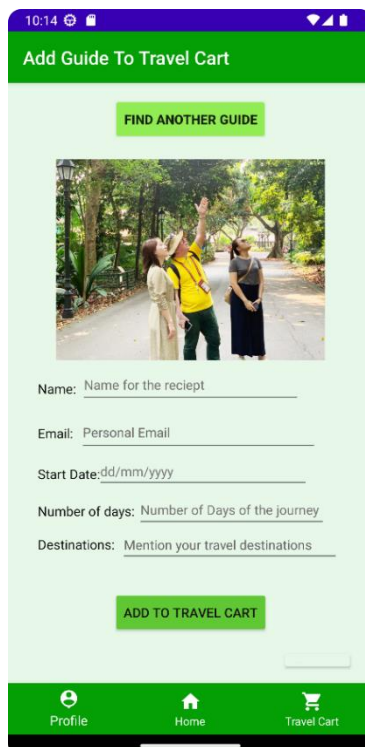 10:14
Add Guide To Travel Cart
FIND ANOTHER GUIDE
Name: Name for the reciept
Email: Personal Email
Start Date:dd/mm/yyyy
Number of days: Number of Days of the journey
Destinations: Mention your travel destinations
ADD TO TRAVEL CART
Profile Home Travel Cart